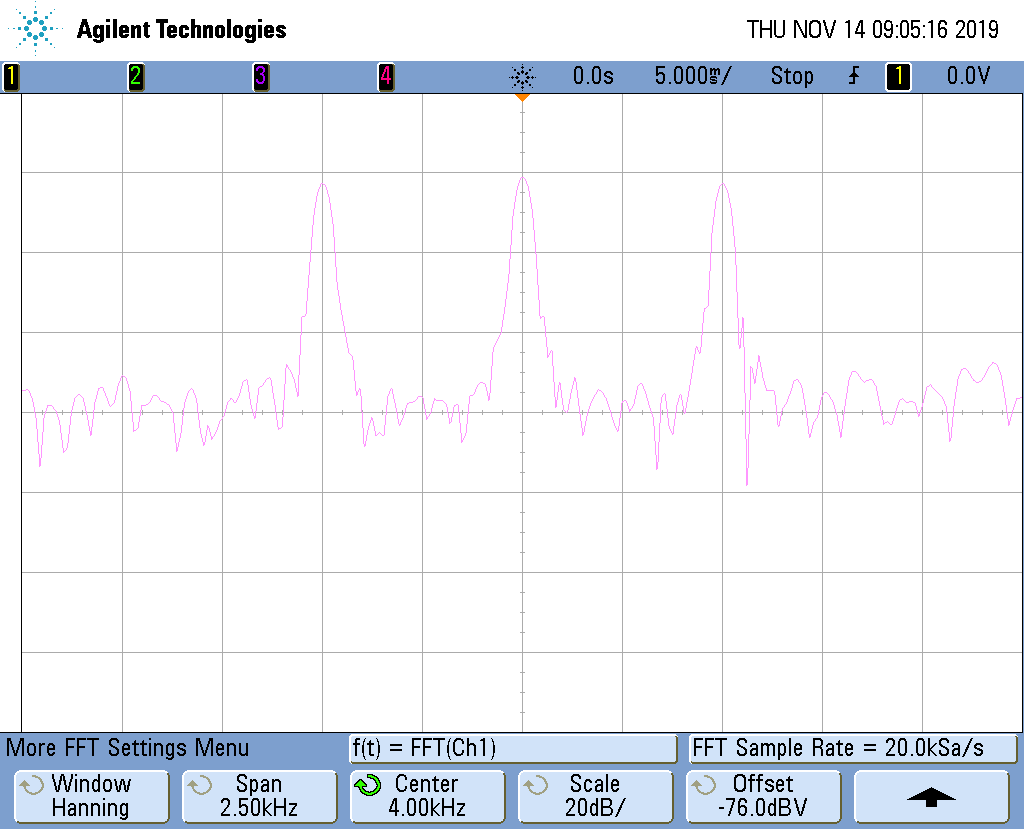 Agilent Technologies THU NOV 14 09:05:16 2019
1 2 3 4 0.0s 5.000ms/ Stop 1 0.0V
More FFT Settings Menu f(t) = FFT(Ch1) FFT Sample Rate = 20.0kSa/s
Window Span Center Scale Offset
Hanning 2.50kHz 4.00kHz 20dB/ -76.0dBV